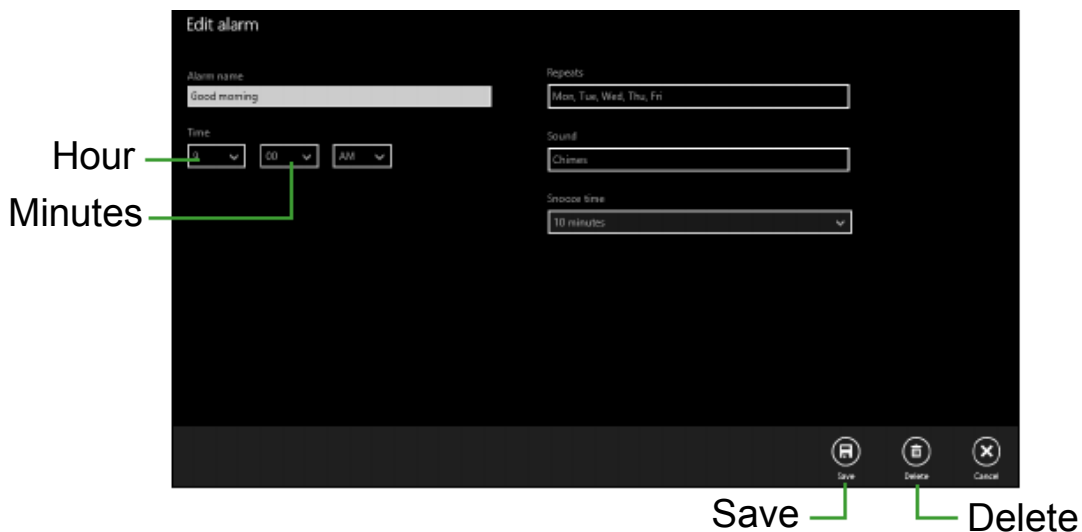 Edit alarm
Alarm name
Good morning
Time
00
AM
Repeats
Mon, Tue, Wed, Thu, Fri
Sound
Chimes
Snooze time
10 minutes
Hour
Minutes
Save
Delete
Cancel
Save
Delete